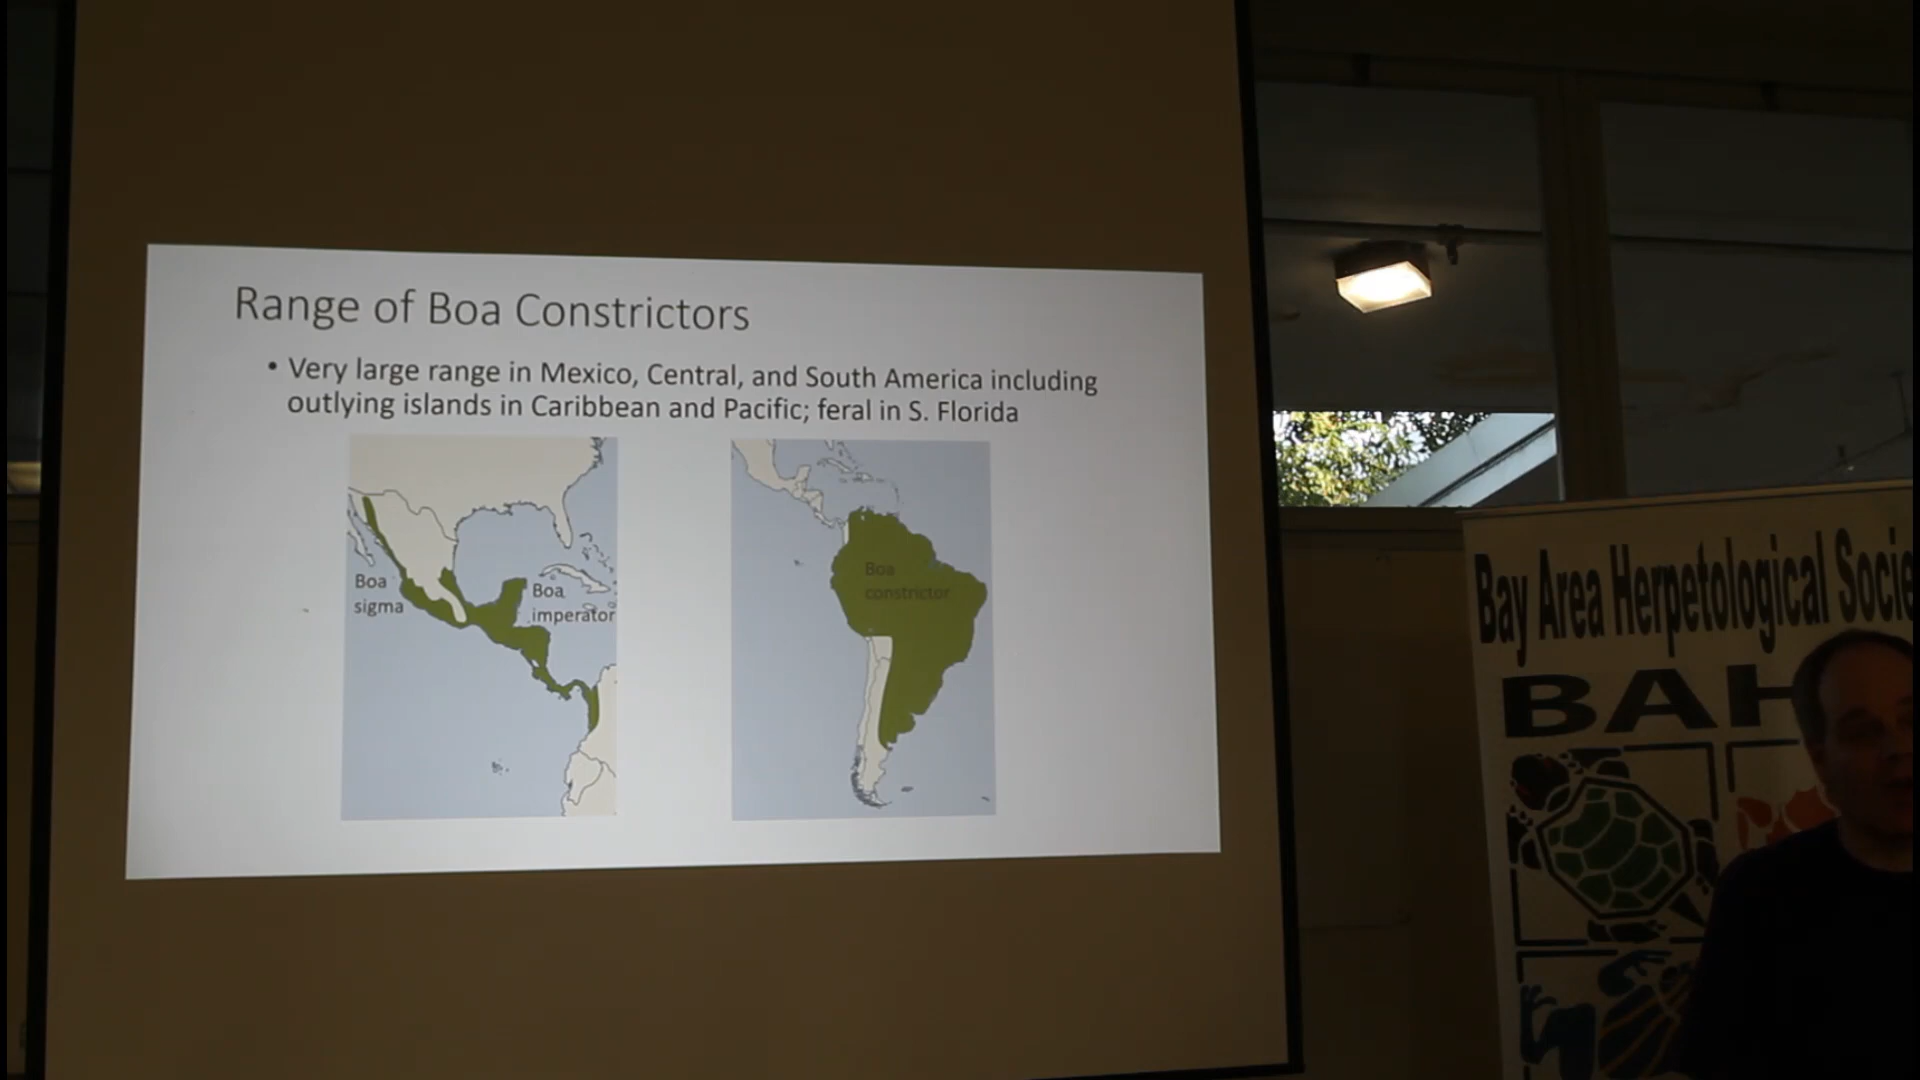 Range of Boa Constrictors
• Very large range in Mexico, Central, and South America including
outlying islands in Caribbean and Pacific; feral in S. Florida
Boa
sigma
Boa
imperator
Boa
constrictor
Bay Area Herpetological Socie
BAH